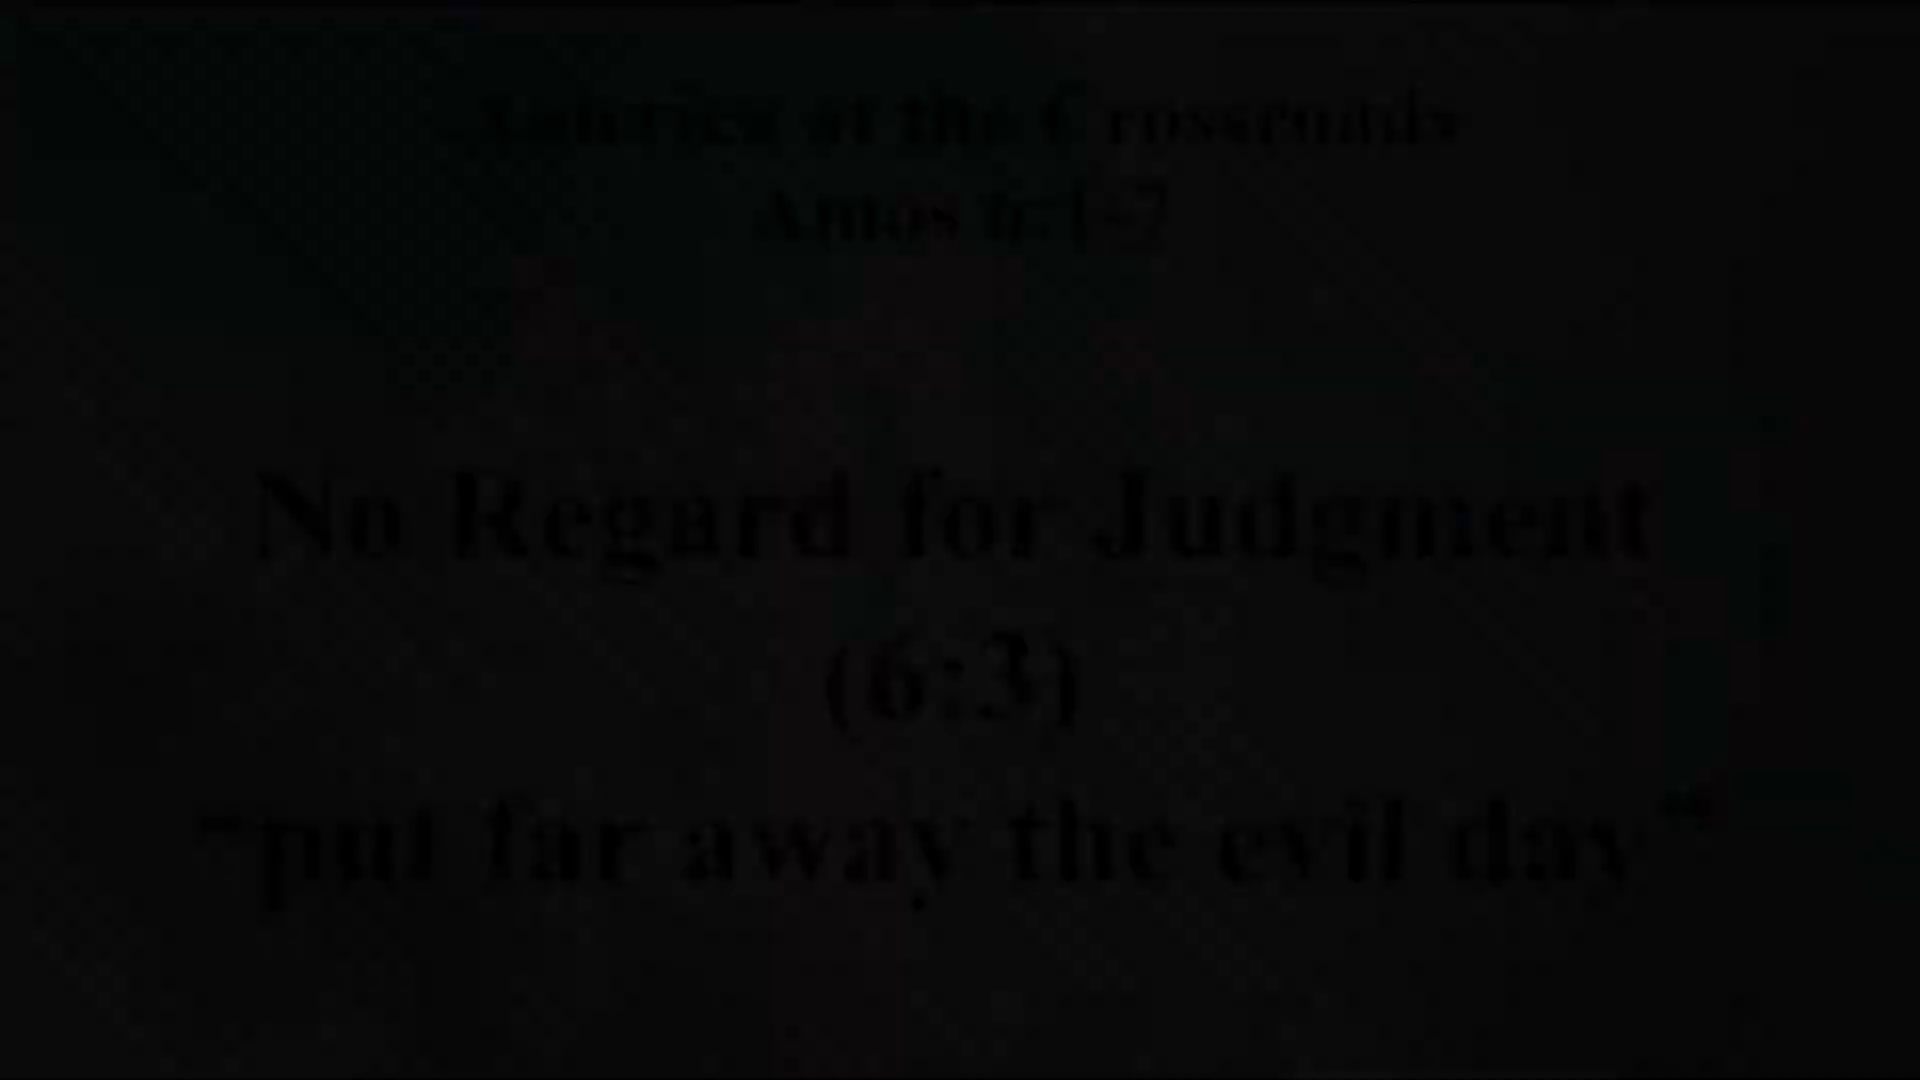 America at the Crossroads
Amos 6:1-7
No Regard for Judgment
(6:3)
"put far away the evil day"